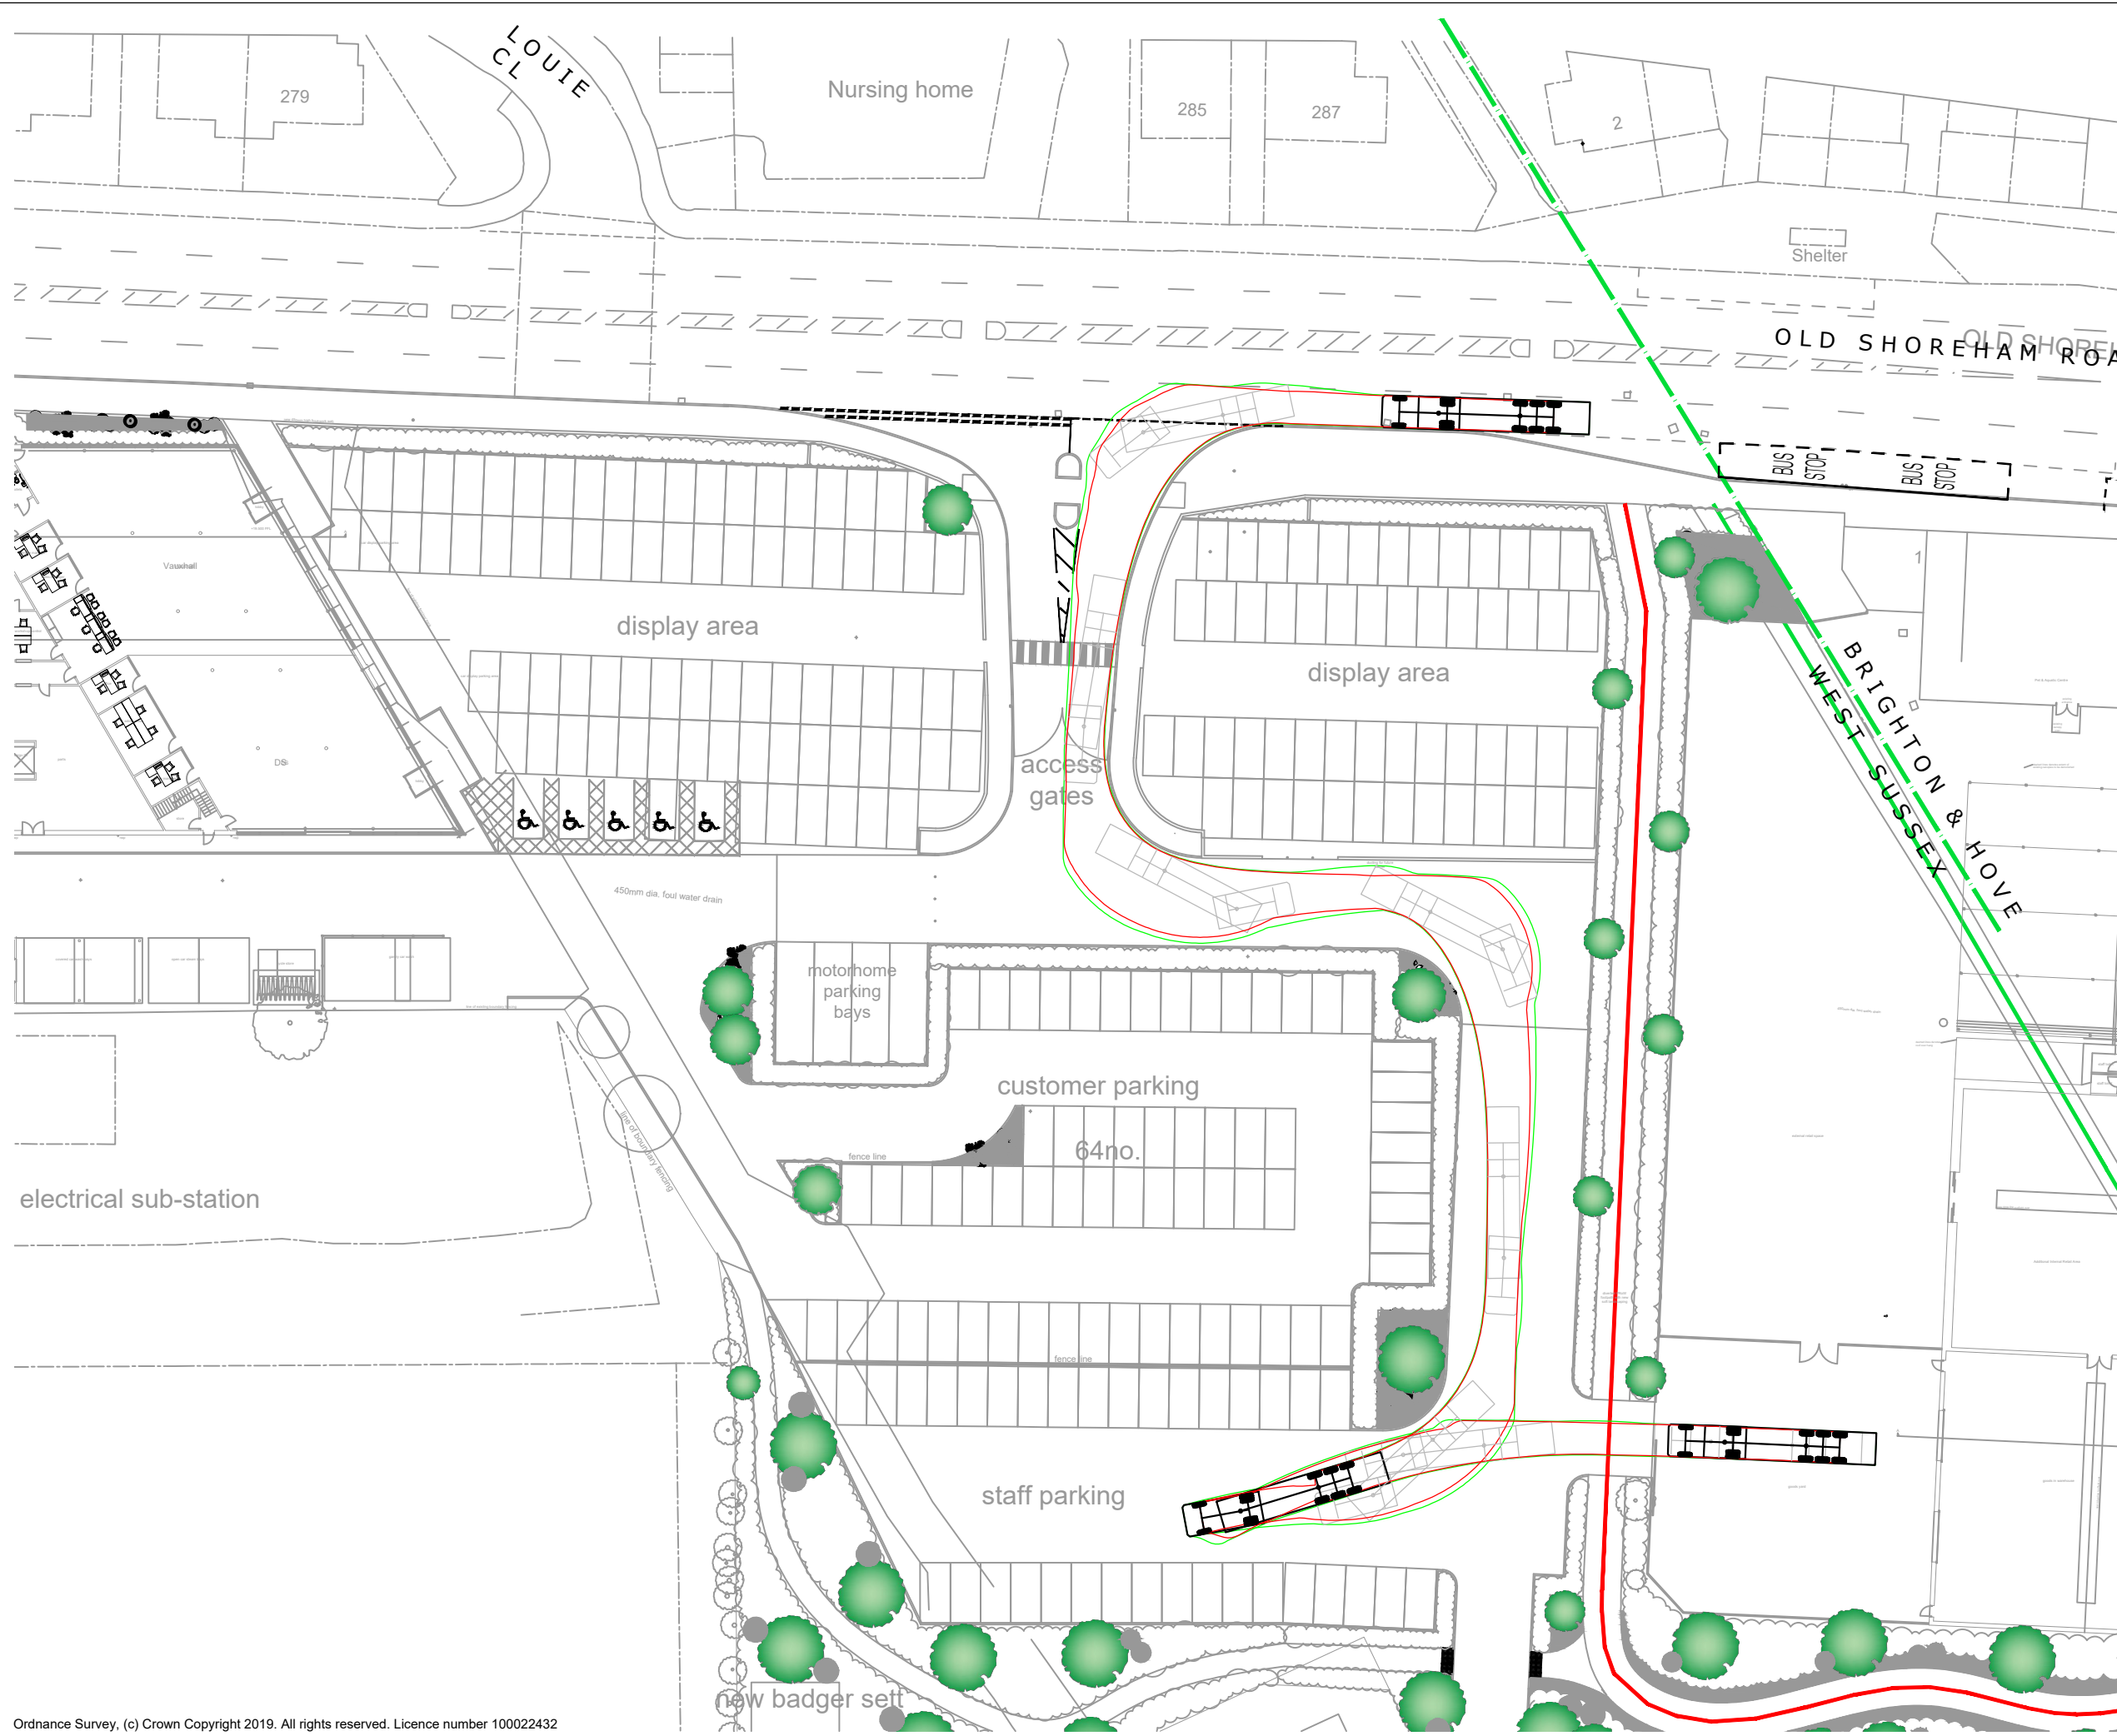 LOUIE
CL
279
Nursing home
285
287
2
Shelter
OLD SHOREHAM ROA
OLD SHOREH
BUS
STOP
BUS
STOP
Vauxhall
display area
display area
1
BRIGHTON & HOVE
WEST SUSSEX
DS
access
gates
450mm dia. foul water drain
motorhome
parking
bays
customer parking
64no.
fence line
line of boundary fencing
electrical sub-station
fence line
staff parking
new badger sett
Ordnance Survey, (c) Crown Copyright 2019. All rights reserved. Licence number 100022432